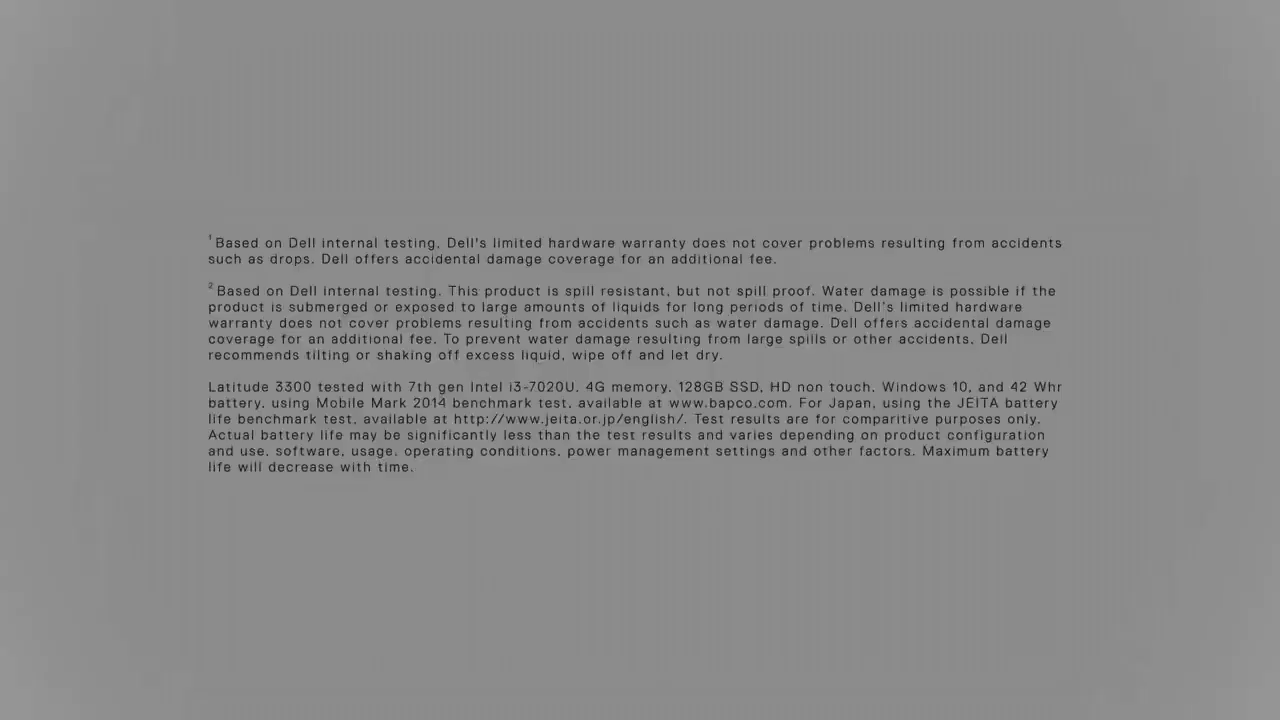 ¹Based on Dell internal testing. Dell's limited hardware warranty does not cover problems resulting from accidents
such as drops. Dell offers accidental damage coverage for an additional fee.
²Based on Dell internal testing. This product is spill resistant, but not spill proof. Water damage is possible if the
product is submerged or exposed to large amounts of liquids for long periods of time. Dell's limited hardware
warranty does not cover problems resulting from accidents such as water damage. Dell offers accidental damage
coverage for an additional fee. To prevent water damage resulting from large spills or other accidents, Dell
recommends tilting or shaking off excess liquid, wipe off and let dry.
Latitude 3300 tested with 7th gen Intel i3-7020U, 4G memory, 128GB SSD, HD non touch, Windows 10, and 42 Whr
battery, using Mobile Mark 2014 benchmark test, available at www.bapco.com. For Japan, using the JEITA battery
life benchmark test, available at http://www.jeita.or.jp/english/. Test results are for comparitive purposes only.
Actual battery life may be significantly less than the test results and varies depending on product configuration
and use, software, usage, operating conditions, power management settings and other factors. Maximum battery
life will decrease with time.